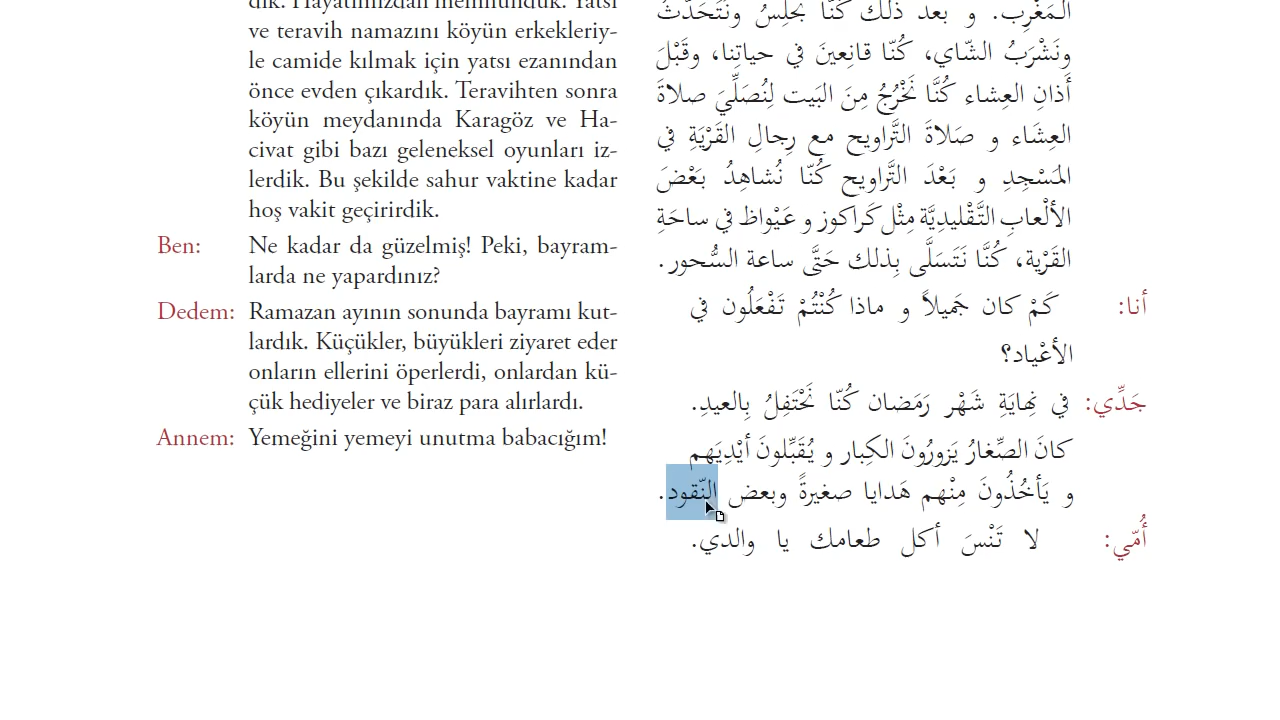 dik. Hayatımızdan memnunduk. Yatsı
ve teravih namazını köyün erkekleriy-
le camide kılmak için yatsı ezanından
önce evden çıkardık. Teravihten sonra
köyün meydanında Karagöz ve Ha-
civat gibi bazı geleneksel oyunları iz-
lerdik. Bu şekilde sahur vaktine kadar
hoş vakit geçirirdik.
Ben: Ne kadar da güzelmiş! Peki, bayram-
larda ne yapardınız?
Dedem: Ramazan ayının sonunda bayramı kut-
lardık. Küçükler, büyükleri ziyaret eder
onların ellerini öperlerdi, onlardan kü-
çük hediyeler ve biraz para alırlardı.
Annem: Yemeğini yemeyi unutma babacığım!
المَغْرِب. و بعد ذلك كُنَّا نَجْلِسُ ونَتَحَدَّثُ
ونَشْرَبُ الشّاي، كُنّا قانِعينَ في حياتِنا، وقَبْلَ
أَذانِ العِشاء كُنَّا نَخْرُجُ مِنَ البَيت لِنُصَلِّيَ صلاةَ
العِشَاء و صَلاةَ التَّراويح مع رِجالِ القَرْيَةِ في
المَسْجِدِ و بَعْدَ التَّراويح كُنّا نُشاهِدُ بَعْضَ
الألْعابِ التَّقْليدِيَّة مِثْل كَراكوز و عَيْواظ في ساحَةِ
القَرْية، كُنَّا نَتَسَلَّى بِذلك حَتَّى ساعة السُّحور.
أنا: كَمْ كان جَميلاً و ماذا كُنْتُمْ تَفْعَلُون في
الأعْياد؟
جَدِّي: في نِهايَةِ شَهْر رَمَضان كُنّا نَحْتَفِلُ بِالعيدِ.
كانَ الصِّغارُ يَزورُونَ الكِبار و يُقَبِّلونَ أيْدِيَهم
و يَأخُذُونَ مِنْهم هَدايا صغيرةً وبعض النّقود.
أُمّي: لا تَنْسَ أكل طعامك يا والدي.